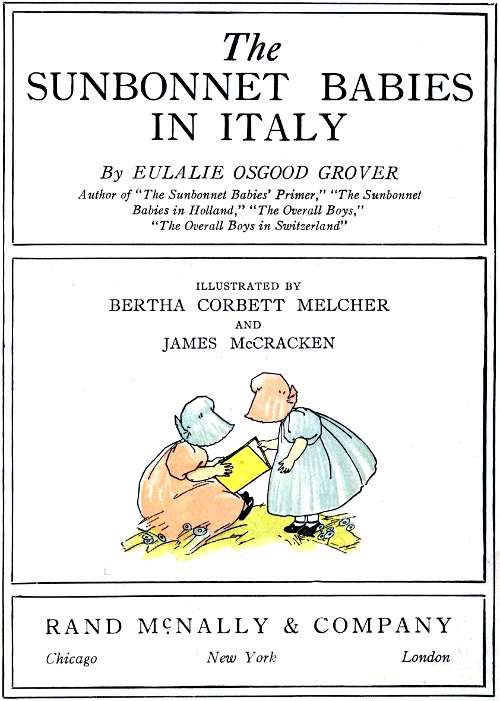 The
SUNBONNET BABIES
IN ITALY
By EULALIE OSGOOD GROVER
Author of "The Sunbonnet Babies' Primer," "The Sunbonnet
Babies in Holland," "The Overall Boys,"
"The Overall Boys in Switzerland"
ILLUSTRATED BY
BERTHA CORBETT MELCHER
AND
JAMES McCRACKEN
RAND McNALLY & COMPANY
Chicago New York London